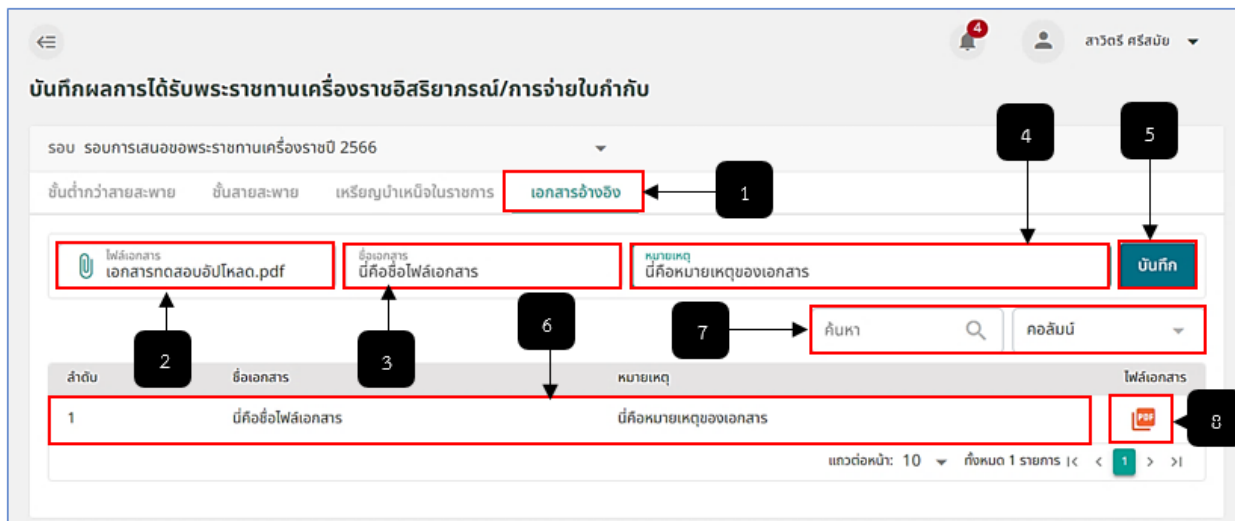 4
สาวิตรี ศรีสมัย
บันทึกผลการได้รับพระราชทานเครื่องราชอิสริยาภรณ์/การจ่ายใบกำกับ
4
5
รอบ รอบการเสนอขอพระราชทานเครื่องราชปี 2566
ชั้นต่ำกว่าสายสะพาย ชั้นสายสะพาย เหรียญบำเหน็จในราชการ เอกสารอ้างอิง
1
ไฟล์เอกสาร
เอกสารทดสอบอัปโหลด.pdf
ชื่อเอกสาร
นี่คือชื่อไฟล์เอกสาร
หมายเหตุ
นี่คือหมายเหตุของเอกสาร
บันทึก
2
3
6
7
ค้นหา
คอลัมน์
ลำดับ ชื่อเอกสาร หมายเหตุ ไฟล์เอกสาร
1 นี่คือชื่อไฟล์เอกสาร นี่คือหมายเหตุของเอกสาร PDF
8
แถวต่อหน้า: 10 ทั้งหมด 1 รายการ |< < 1 > >|